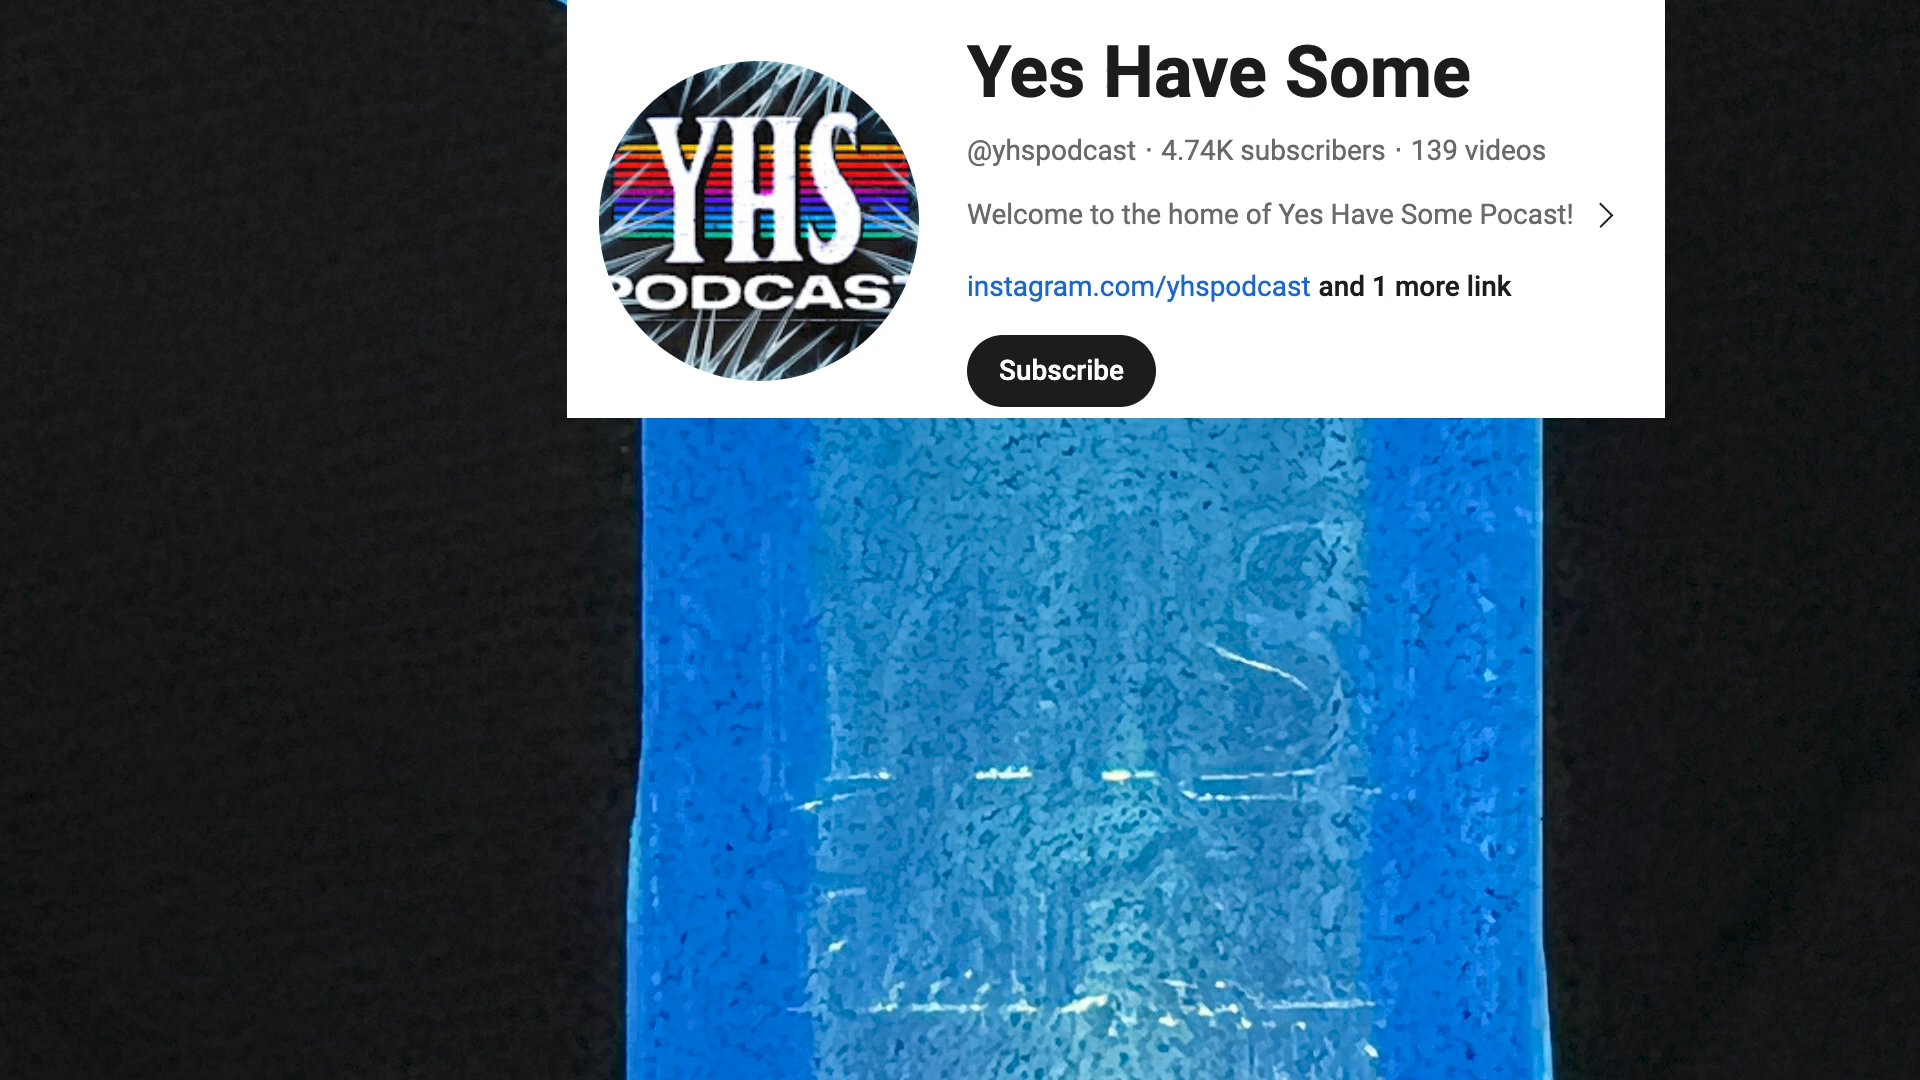 Yes Have Some
YHS
PODCAST
@yhspodcast · 4.74K subscribers · 139 videos
Welcome to the home of Yes Have Some Pocast!
instagram.com/yhspodcast and 1 more link
Subscribe